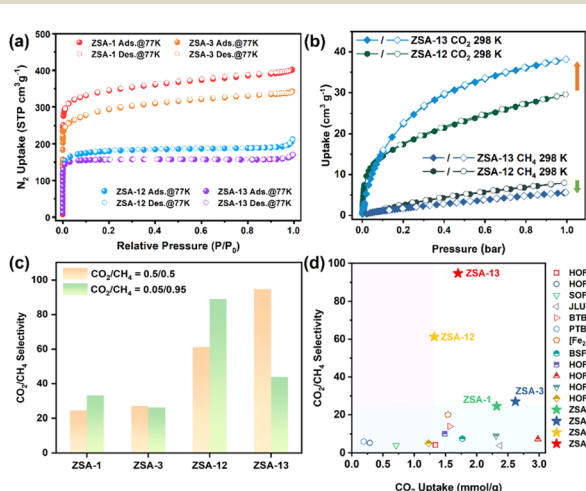 (a)
ZSA-1 Ads.@77K
ZSA-3 Ads.@77K
ZSA-1 Des.@77K
ZSA-3 Des.@77K
ZSA-12 Ads.@77K
ZSA-13 Ads.@77K
ZSA-12 Des.@77K
ZSA-13 Des.@77K
N2 Uptake (STP cm3 g-1)
500
400
300
200
100
0
0.0
0.2
0.4
0.6
0.8
1.0
Relative Pressure (P/P0)
(b)
/ ZSA-13 CO2 298 K
/ ZSA-12 CO2 298 K
/ ZSA-13 CH4 298 K
/ ZSA-12 CH4 298 K
Uptake (cm3 g-1)
40
30
20
10
0
0.0
0.2
0.4
0.6
0.8
1.0
Pressure (bar)
(c)
CO2/CH4 = 0.5/0.5
CO2/CH4 = 0.05/0.95
CO2/CH4 Selectivity
100
80
60
40
20
0
ZSA-1
ZSA-3
ZSA-12
ZSA-13
(d)
ZSA-13
ZSA-12
ZSA-1
ZSA-3
CO2/CH4 Selectivity
100
80
60
40
20
0
0.0
0.5
1.0
1.5
2.0
2.5
3.0
CO2 Uptake (mmol/g)
HOF
HOF
SOF
JLU
BTB
PTB
[Fe2
BSF
HOF
HOF
HOF
HOF
ZSA
ZSA
ZSA
ZSA